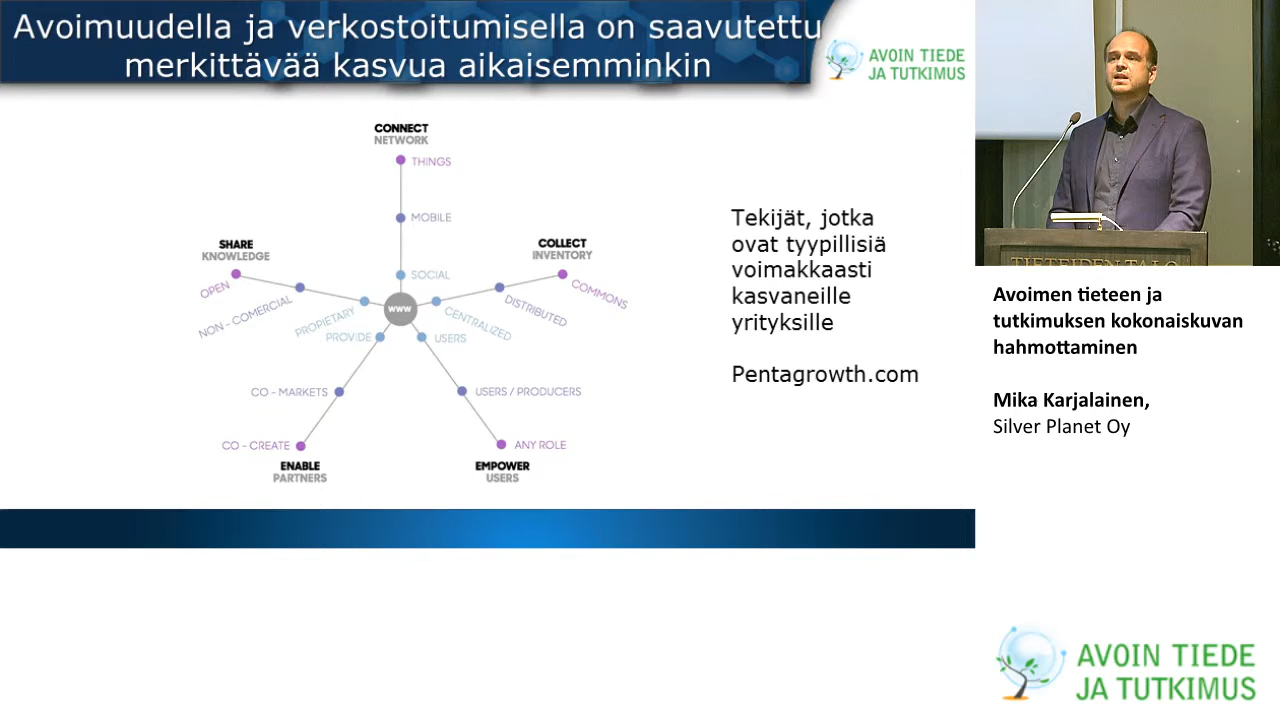 Avoimuudella ja verkostoitumisella on saavutettu
merkittävää kasvua aikaisemminkin
AVOIN TIEDE
JA TUTKIMUS
CONNECT
NETWORK
THINGS
MOBILE
SOCIAL
SHARE
KNOWLEDGE
OPEN
NON - COMERCIAL
PROPIETARY
COLLECT
INVENTORY
COMMONS
DISTRIBUTED
CENTRALIZED
www
PROVIDE
USERS
CO - MARKETS
USERS / PRODUCERS
CO - CREATE
ANY ROLE
ENABLE
PARTNERS
EMPOWER
USERS
Tekijät, jotka
ovat tyypillisiä
voimakkaasti
kasvaneille
yrityksille
Pentagrowth.com
TIETEIDEN TALO
Avoimen tieteen ja
tutkimuksen kokonaiskuvan
hahmottaminen
Mika Karjalainen,
Silver Planet Oy
AVOIN TIEDE
JA TUTKIMUS